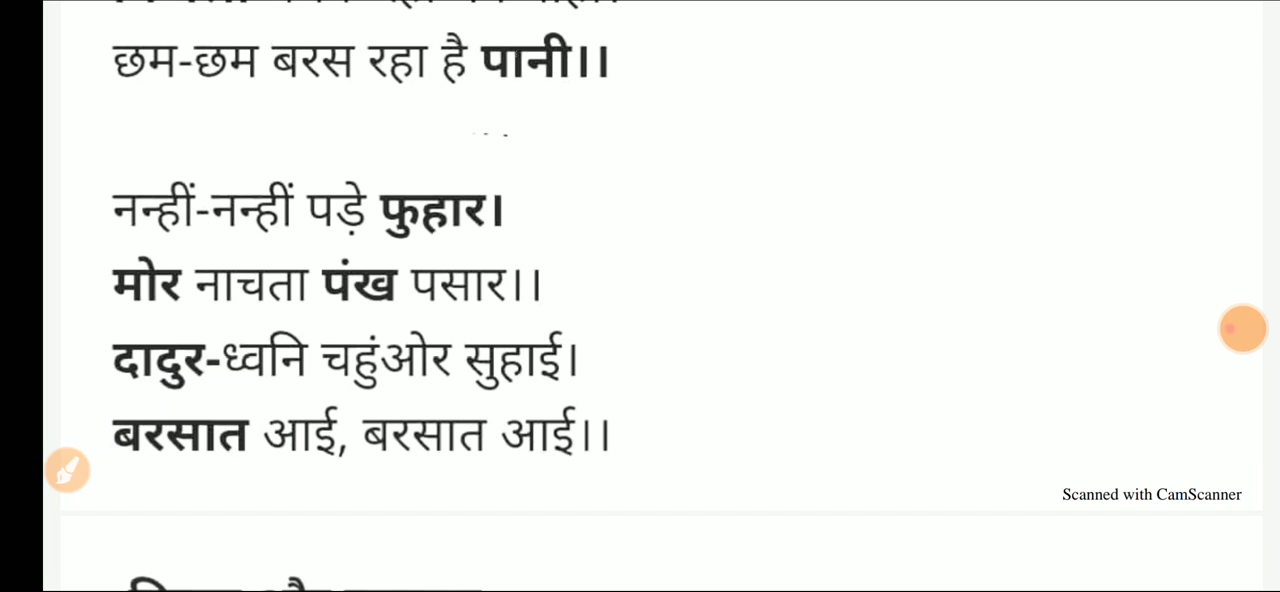 छम-छम बरस रहा है पानी।।
नन्हीं-नन्हीं पड़े फुहार।
मोर नाचता पंख पसार।।
दादुर-ध्वनि चहुंओर सुहाई।
बरसात आई, बरसात आई।।
Scanned with CamScanner